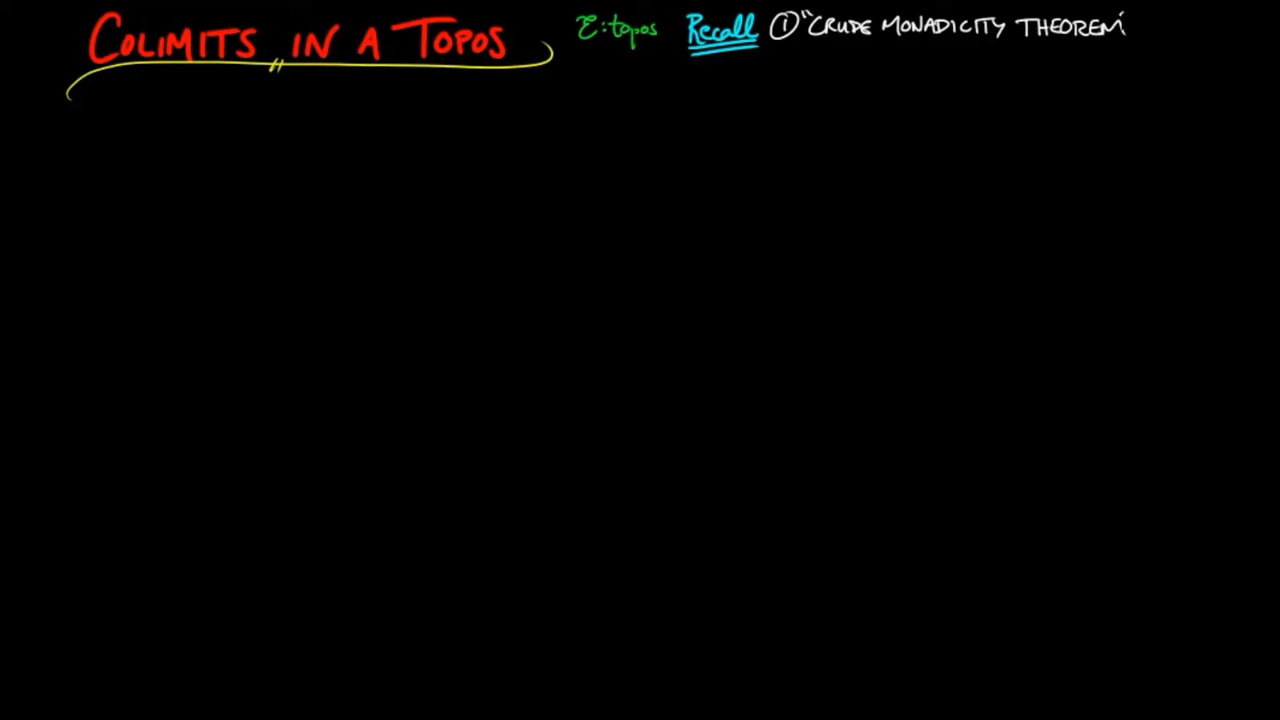 COLIMITS IN A TOPOS
ℰ: topos Recall ① "CRUDE MONADICITY THEOREM"